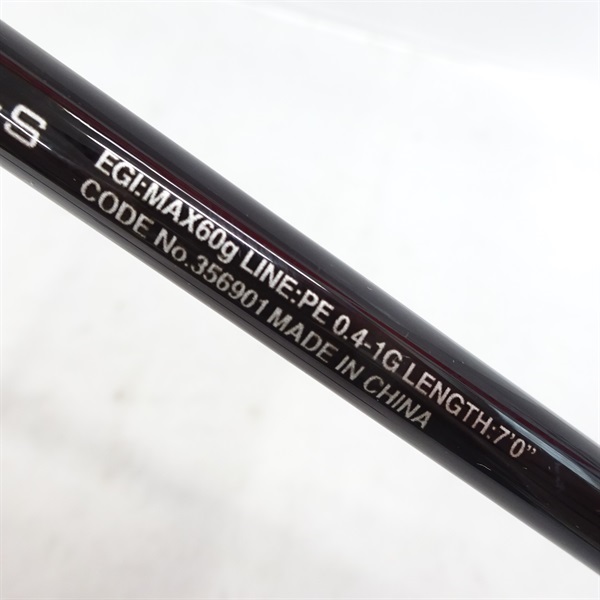 -S
EGI:MAX60g LINE:PE 0.4-1G LENGTH:7'0"
CODE No.356901 MADE IN CHINA